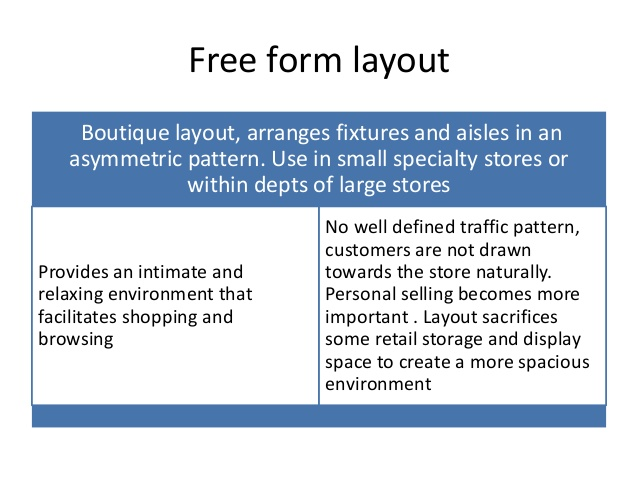 Free form layout
Boutique layout, arranges fixtures and aisles in an
asymmetric pattern. Use in small specialty stores or
within depts of large stores
Provides an intimate and
relaxing environment that
facilitates shopping and
browsing
No well defined traffic pattern,
customers are not drawn
towards the store naturally.
Personal selling becomes more
important . Layout sacrifices
some retail storage and display
space to create a more spacious
environment